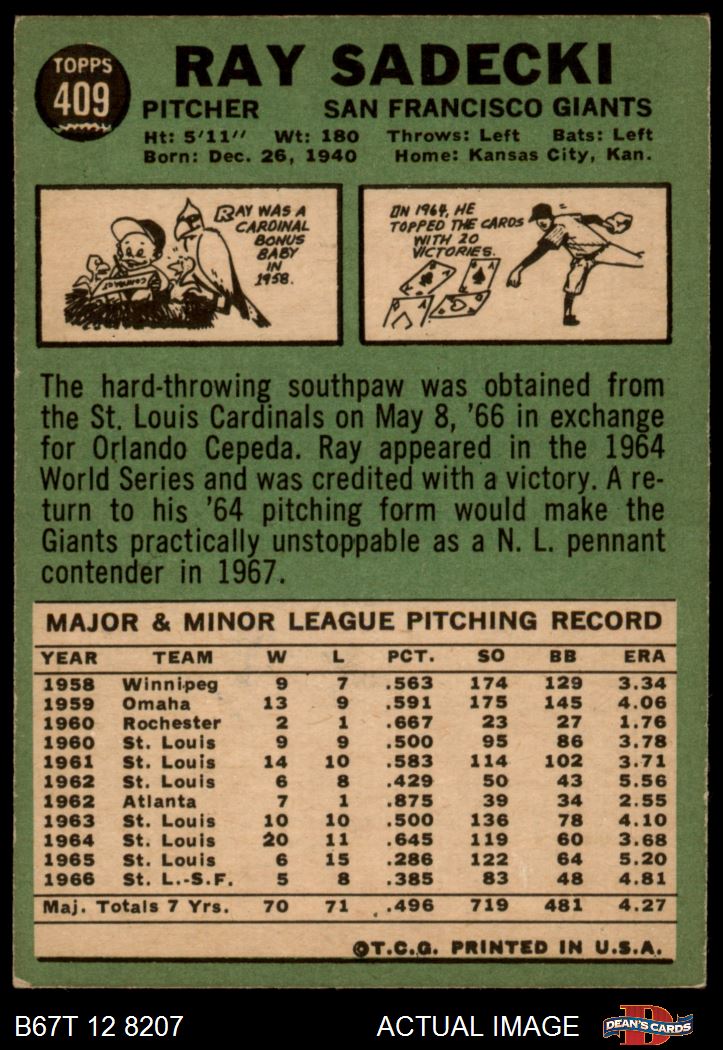 TOPPS
409
RAY SADECKI
PITCHER SAN FRANCISCO GIANTS
Ht: 5'11" Wt: 180 Throws: Left Bats: Left
Born: Dec. 26, 1940 Home: Kansas City, Kan.
RAY WAS A
CARDINAL
BONUS
BABY
IN
1958.
CONTRACT
IN 1964, HE
TOPPED THE CARDS
WITH 20
VICTORIES.
The hard-throwing southpaw was obtained from
the St. Louis Cardinals on May 8, '66 in exchange
for Orlando Cepeda. Ray appeared in the 1964
World Series and was credited with a victory. A re-
turn to his '64 pitching form would make the
Giants practically unstoppable as a N. L. pennant
contender in 1967.
MAJOR & MINOR LEAGUE PITCHING RECORD
YEAR TEAM W L PCT. SO BB ERA
1958 Winnipeg 9 7 .563 174 129 3.34
1959 Omaha 13 9 .591 175 145 4.06
1960 Rochester 2 1 .667 23 27 1.76
1960 St. Louis 9 9 .500 95 86 3.78
1961 St. Louis 14 10 .583 114 102 3.71
1962 St. Louis 6 8 .429 50 43 5.56
1962 Atlanta 7 1 .875 39 34 2.55
1963 St. Louis 10 10 .500 136 78 4.10
1964 St. Louis 20 11 .645 119 60 3.68
1965 St. Louis 6 15 .286 122 64 5.20
1966 St. L.-S.F. 5 8 .385 83 48 4.81
Maj. Totals 7 Yrs. 70 71 .496 719 481 4.27
©T.C.G. PRINTED IN U.S.A.
B67T 12 8207 ACTUAL IMAGE
D
DEAN'S CARDS